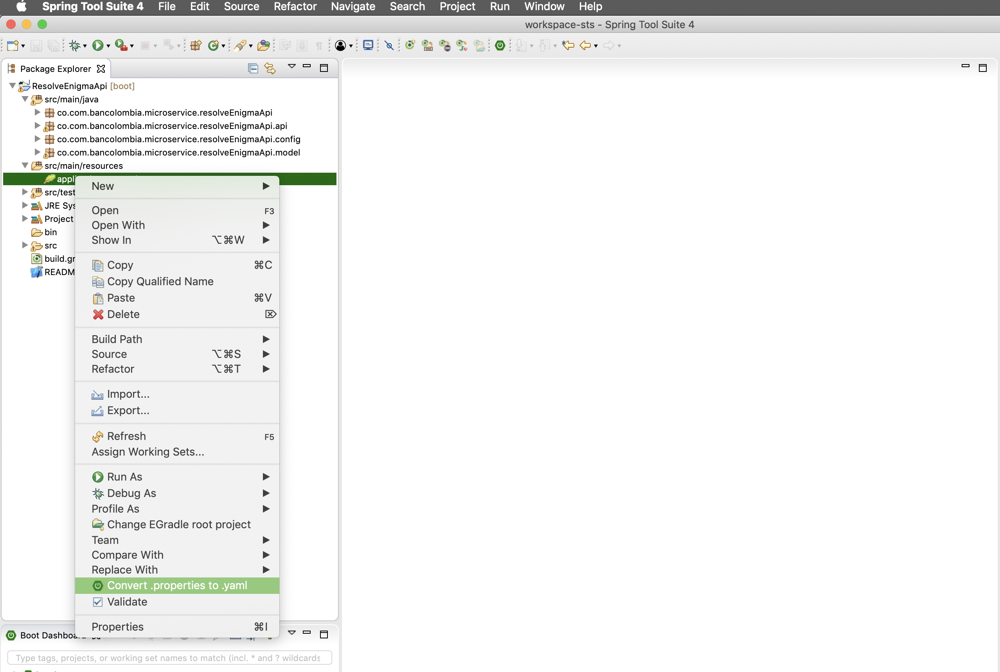 Spring Tool Suite 4 File Edit Source Refactor Navigate Search Project Run Window Help
workspace-sts - Spring Tool Suite 4
Package Explorer
ResolveEnigmaApi [boot]
src/main/java
co.com.bancolombia.microservice.resolveEnigmaApi
co.com.bancolombia.microservice.resolveEnigmaApi.api
co.com.bancolombia.microservice.resolveEnigmaApi.config
co.com.bancolombia.microservice.resolveEnigmaApi.model
src/main/resources
appli
src/test
JRE Sys
Project
bin
src
build.gr
READM
New
Open F3
Open With
Show In ⌥⌘W
Copy ⌘C
Copy Qualified Name
Paste ⌘V
Delete ⌦
Build Path
Source ⌥⌘S
Refactor ⌥⌘T
Import...
Export...
Refresh F5
Assign Working Sets...
Run As
Debug As
Profile As
Change EGradle root project
Team
Compare With
Replace With
Convert .properties to .yaml
Validate
Properties ⌘I
Boot Dashboard
Type tags, projects, or working set names to match (incl. * and ? wildcards